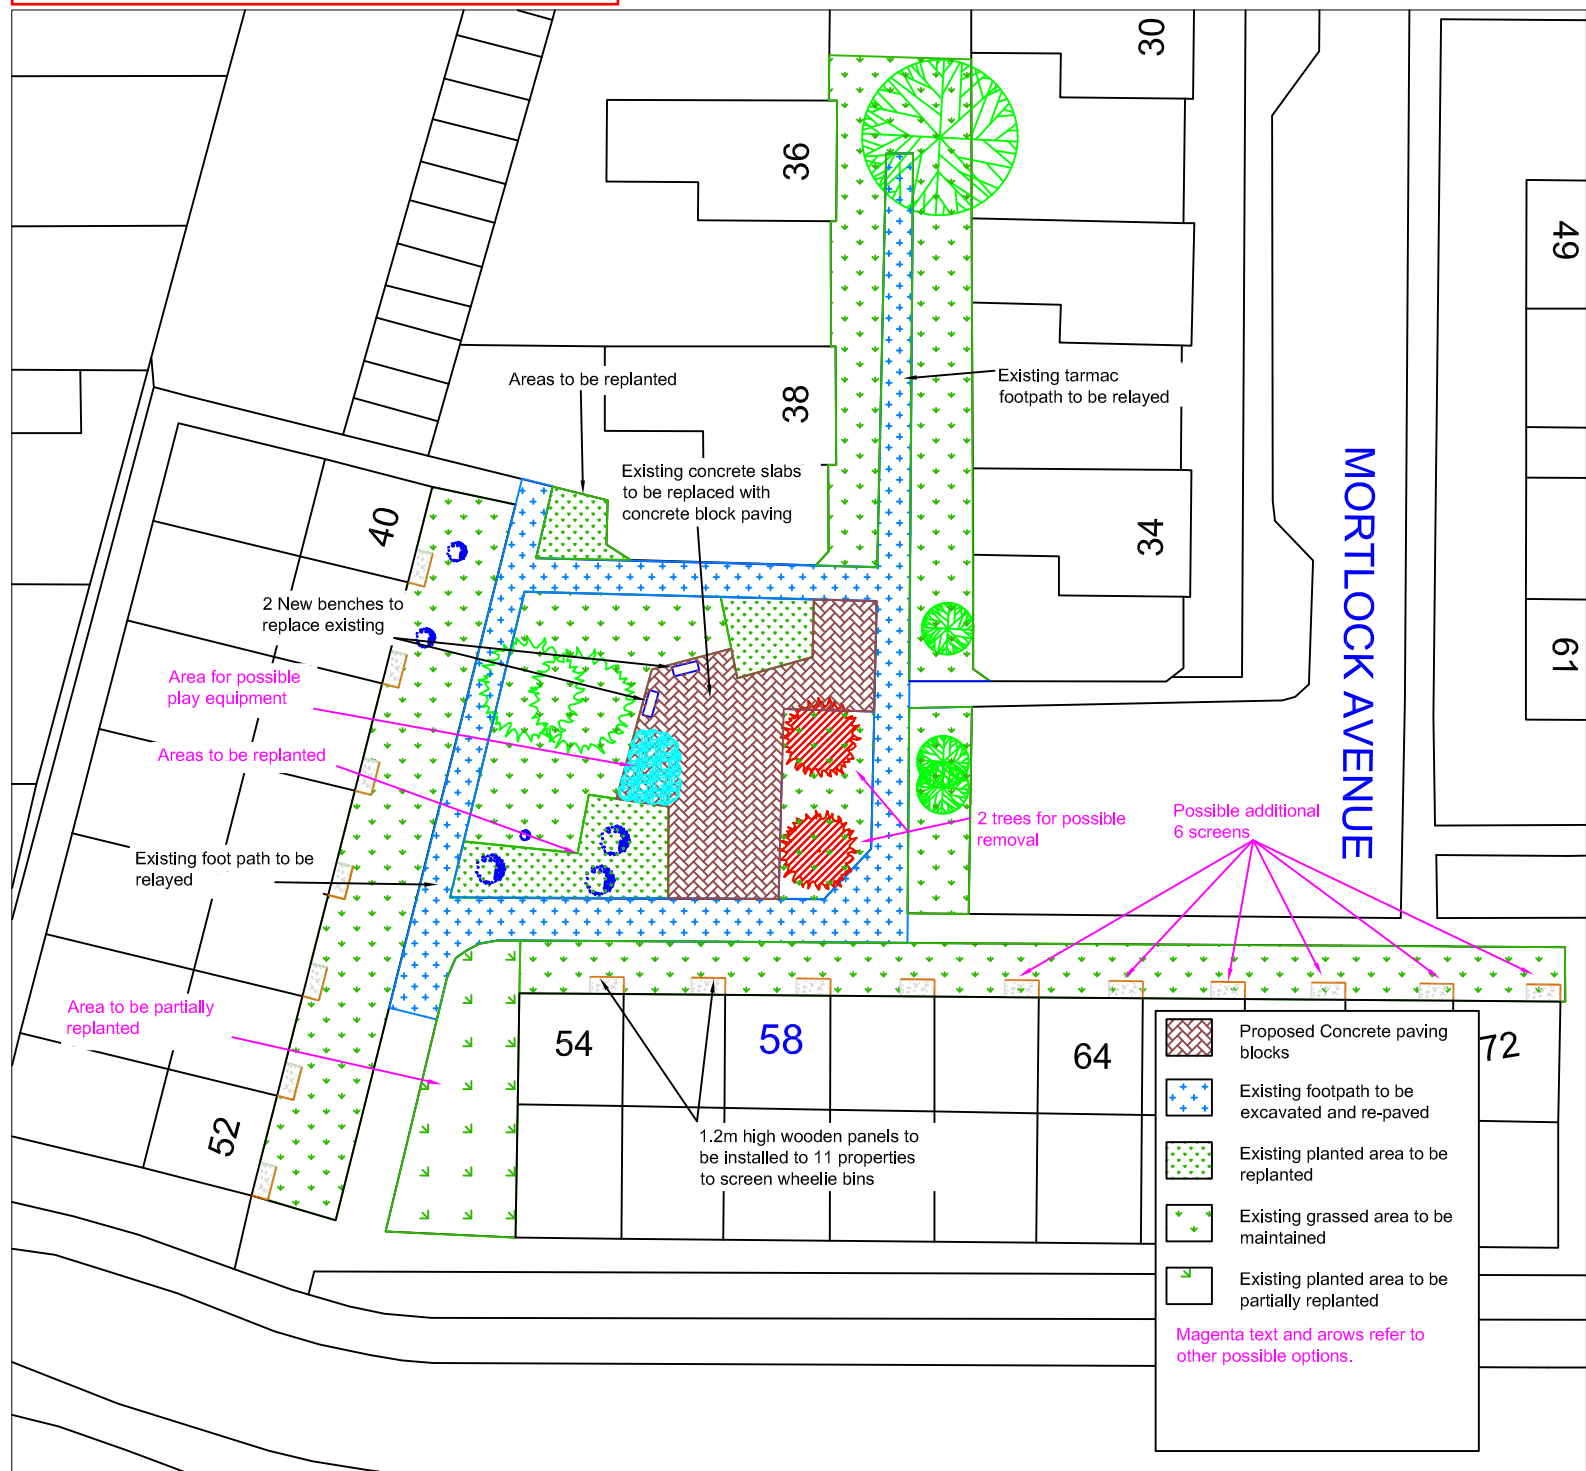 30
36
49
Areas to be replanted
38
Existing tarmac
footpath to be relayed
Existing concrete slabs
to be replaced with
concrete block paving
40
34
MORTLOCK AVENUE
2 New benches to
replace existing
61
Area for possible
play equipment
Areas to be replanted
2 trees for possible
removal
Possible additional
6 screens
Existing foot path to be
relayed
Area to be partially
replanted
54
58
64
72
52
1.2m high wooden panels to
be installed to 11 properties
to screen wheelie bins
Proposed Concrete paving
blocks
Existing footpath to be
excavated and re-paved
Existing planted area to be
replanted
Existing grassed area to be
maintained
Existing planted area to be
partially replanted
Magenta text and arows refer to
other possible options.